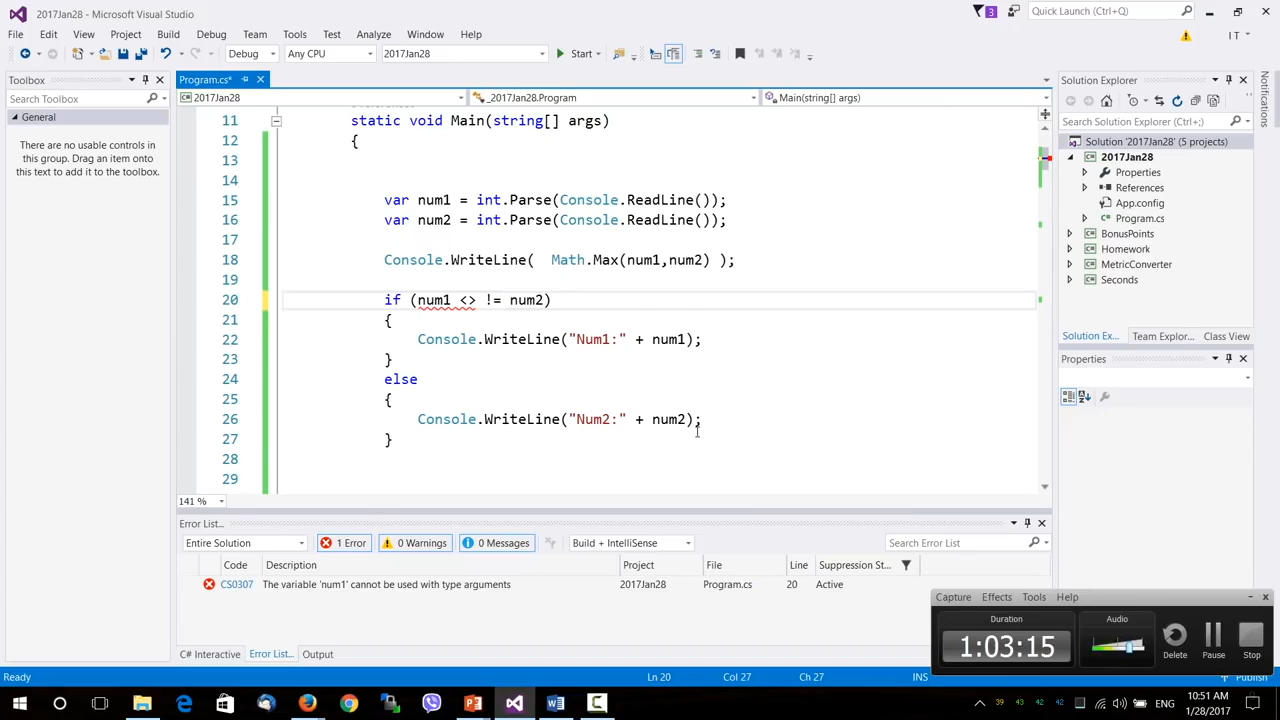 2017Jan28 - Microsoft Visual Studio
3
Quick Launch (Ctrl+Q)
File Edit View Project Build Debug Team Tools Test Analyze Window Help
I T
Debug Any CPU 2017Jan28 Start
Toolbox
Search Toolbox
General
There are no usable controls in
this group. Drag an item onto
this text to add it to the toolbox.
Program.cs*
2017Jan28 _2017Jan28.Program Main(string[] args)
11 static void Main(string[] args)
12 {
13
14
15 var num1 = int.Parse(Console.ReadLine());
16 var num2 = int.Parse(Console.ReadLine());
17
18 Console.WriteLine(  Math.Max(num1,num2) );
19
20 if (num1 <> != num2)
21 {
22 Console.WriteLine("Num1:" + num1);
23 }
24 else
25 {
26 Console.WriteLine("Num2:" + num2);
27 }
28
29
141 %
Solution Explorer
Search Solution Explorer (Ctrl+;)
Solution '2017Jan28' (5 projects)
2017Jan28
Properties
References
App.config
Program.cs
BonusPoints
Homework
MetricConverter
Seconds
Solution Ex... Team Explor... Class View
Properties
Notifications
Error List...
Entire Solution 1 Error 0 Warnings 0 Messages Build + IntelliSense Search Error List
Code Description Project File Line Suppression St...
CS0307 The variable 'num1' cannot be used with type arguments 2017Jan28 Program.cs 20 Active
C# Interactive Error List... Output
Capture Effects Tools Help
Duration Audio
1:03:15
Delete Pause Stop
Ready Ln 20 Col 27 Ch 27 INS Publish
39 43 42 42 ENG 10:51 AM
1/28/2017